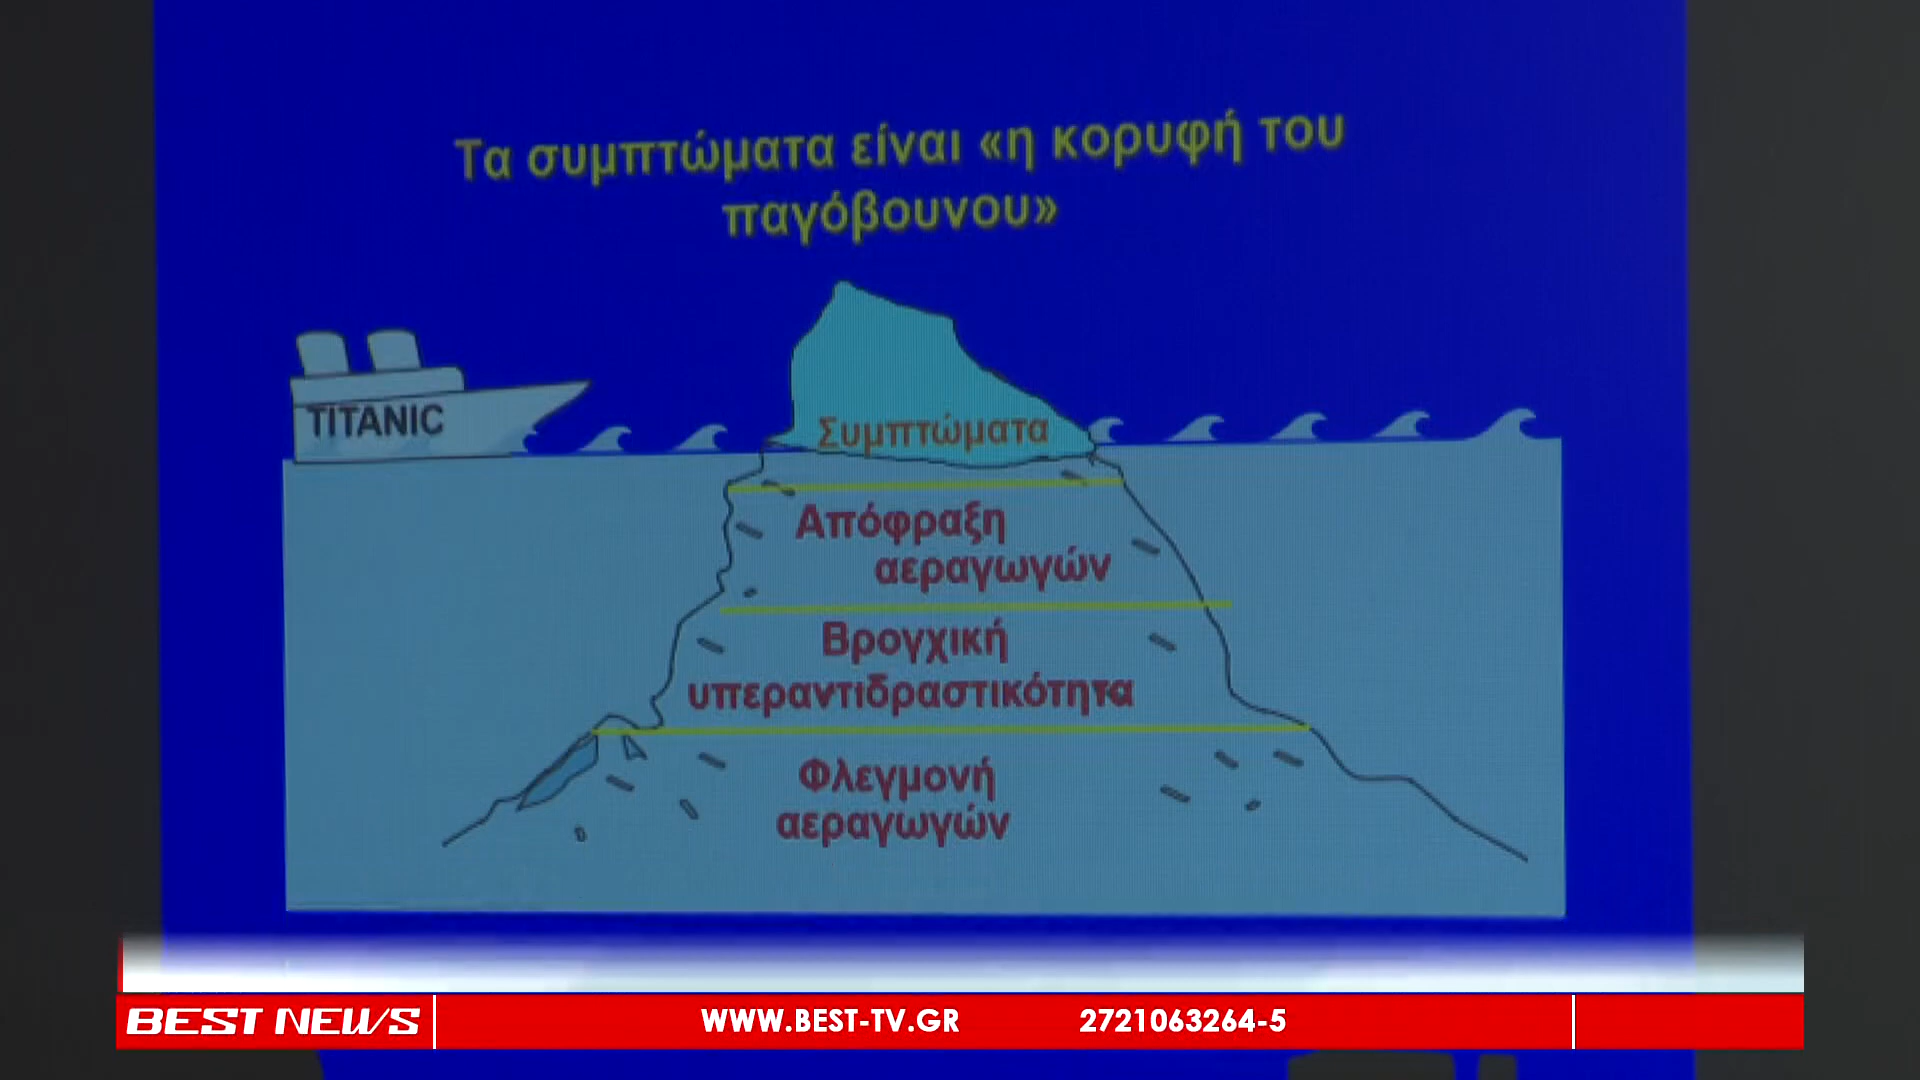 Τα συμπτώματα είναι «η κορυφή του
παγόβουνου»
TITANIC
Συμπτώματα
Απόφραξη
αεραγωγών
Βρογχική
υπεραντιδραστικότητα
Φλεγμονή
αεραγωγών
BEST NEWS WWW.BEST-TV.GR 2721063264-5